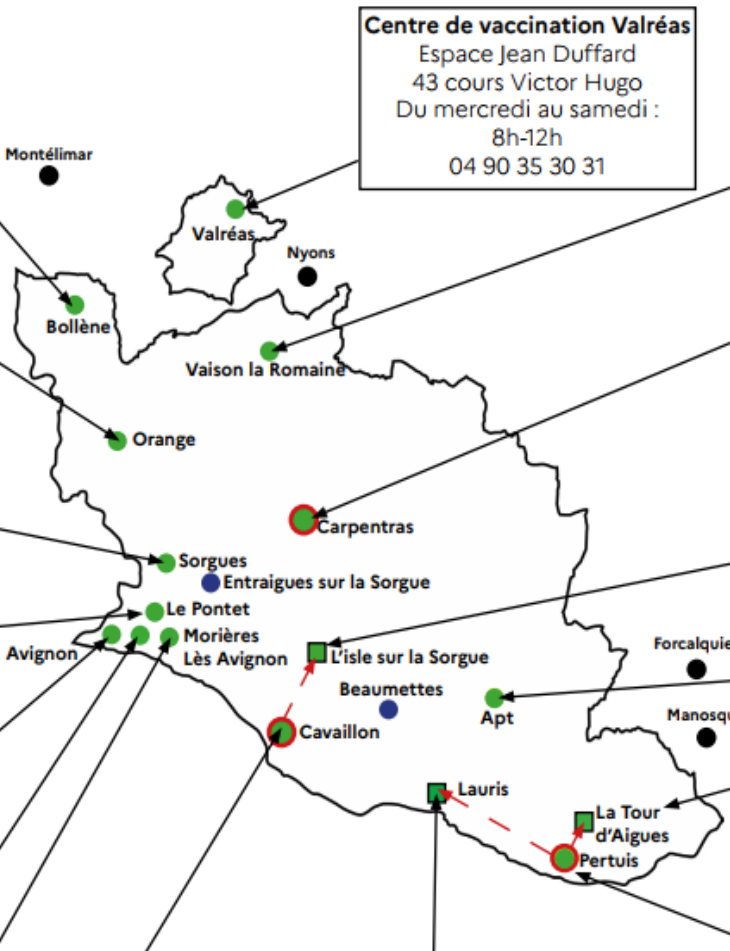 Centre de vaccination Valréas
Espace Jean Duffard
43 cours Victor Hugo
Du mercredi au samedi :
8h-12h
04 90 35 30 31
Montélimar
Valréas
Nyons
Bollène
Vaison la Romaine
Orange
Carpentras
Sorgues
Entraigues sur la Sorgue
Le Pontet
Avignon
Morières
Lès Avignon
L'isle sur la Sorgue
Forcalquie
Beaumettes
Apt
Manosqu
Cavaillon
Lauris
La Tour
d'Aigues
Pertuis